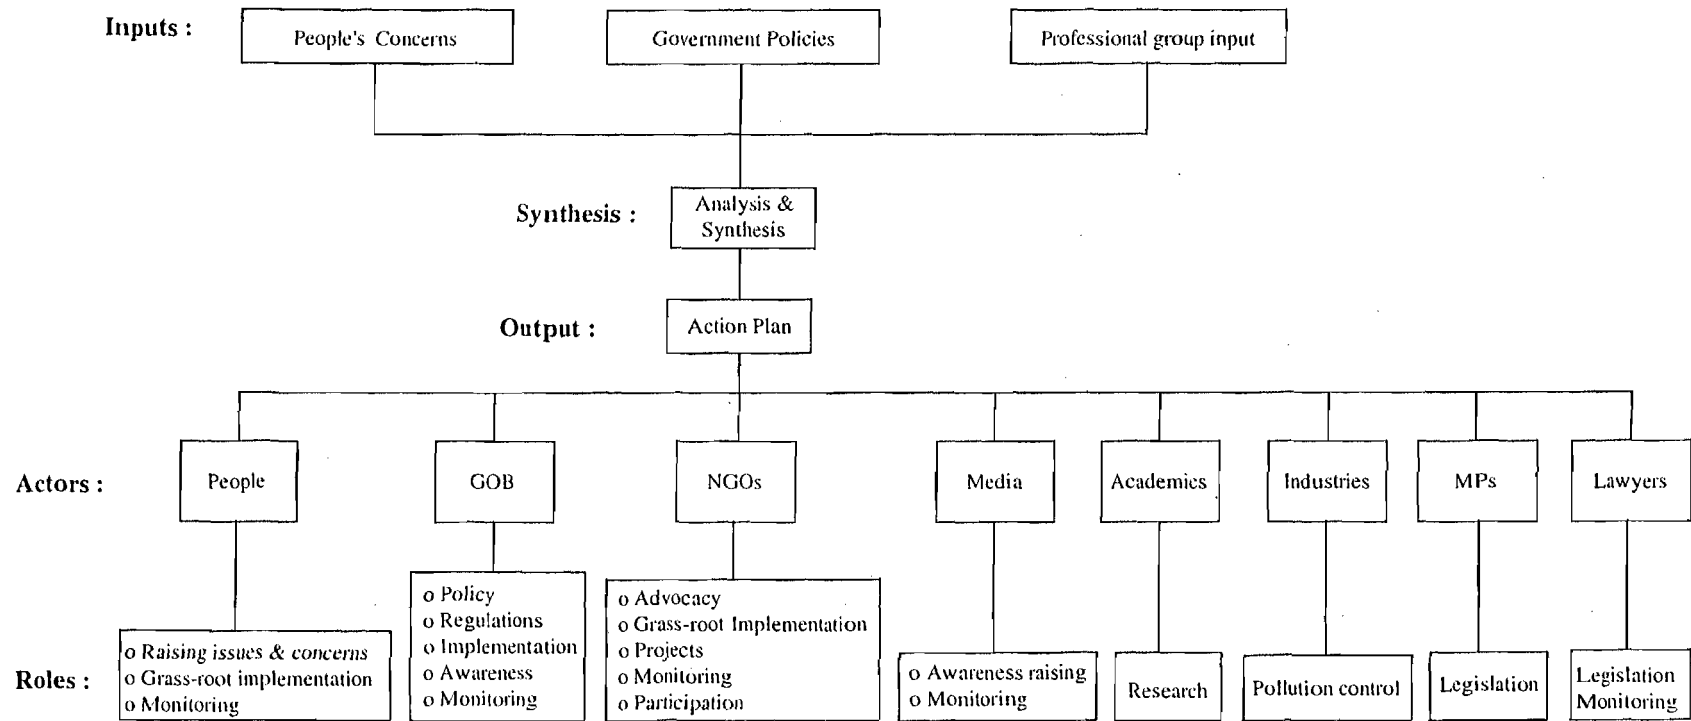 Inputs :
People's Concerns
Government Policies
Professional group input
Synthesis :
Analysis &
Synthesis
Output :
Action Plan
Actors :
People
GOB
NGOs
Media
Academics
Industries
MPs
Lawyers
Roles :
o Raising issues & concerns
o Grass-root implementation
o Monitoring
o Policy
o Regulations
o Implementation
o Awareness
o Monitoring
o Advocacy
o Grass-root Implementation
o Projects
o Monitoring
o Participation
o Awareness raising
o Monitoring
Research
Pollution control
Legislation
Legislation
Monitoring